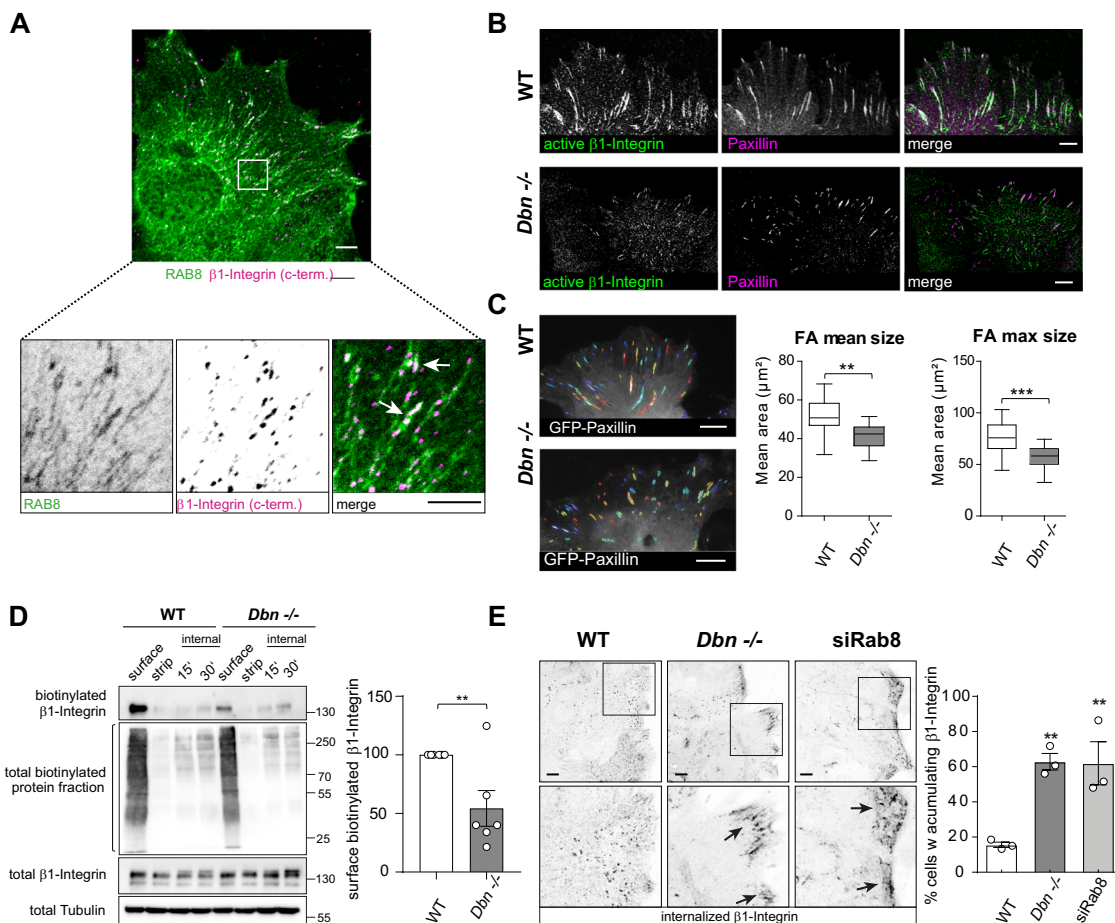 A
RAB8 β1-Integrin (c-term.)
RAB8
β1-Integrin (c-term.)
merge
B
WT
active β1-Integrin
Paxillin
merge
Dbn -/-
active β1-Integrin
Paxillin
merge
C
WT
GFP-Paxillin
Dbn -/-
GFP-Paxillin
FA mean size
Mean area (µm²)
80
60
40
20
0
**
WT
Dbn -/-
FA max size
Mean area (µm²)
150
100
50
0
***
WT
Dbn -/-
D
WT
Dbn -/-
internal
internal
surface
strip
15'
30'
surface
strip
15'
30'
biotinylated
β1-Integrin
130
total biotinylated
protein fraction
250
130
70
55
25
total β1-Integrin
130
total Tubulin
55
surface biotinylated β1-Integrin
150
100
50
0
**
WT
Dbn -/-
E
WT
Dbn -/-
siRab8
internalized β1-Integrin
% cells w acumulating β1-Integrin
100
80
60
40
20
0
**
**
WT
Dbn -/-
siRab8